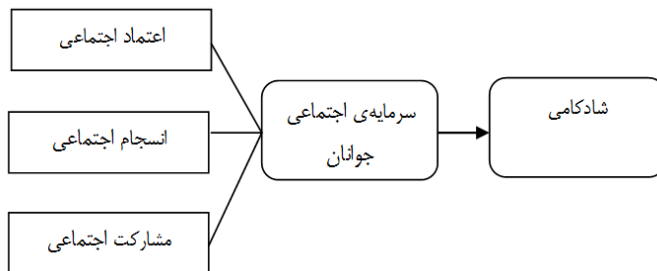 اعتماد اجتماعی
انسجام اجتماعی
مشارکت اجتماعی
سرمایه‌ی اجتماعی
جوانان
شادکامی